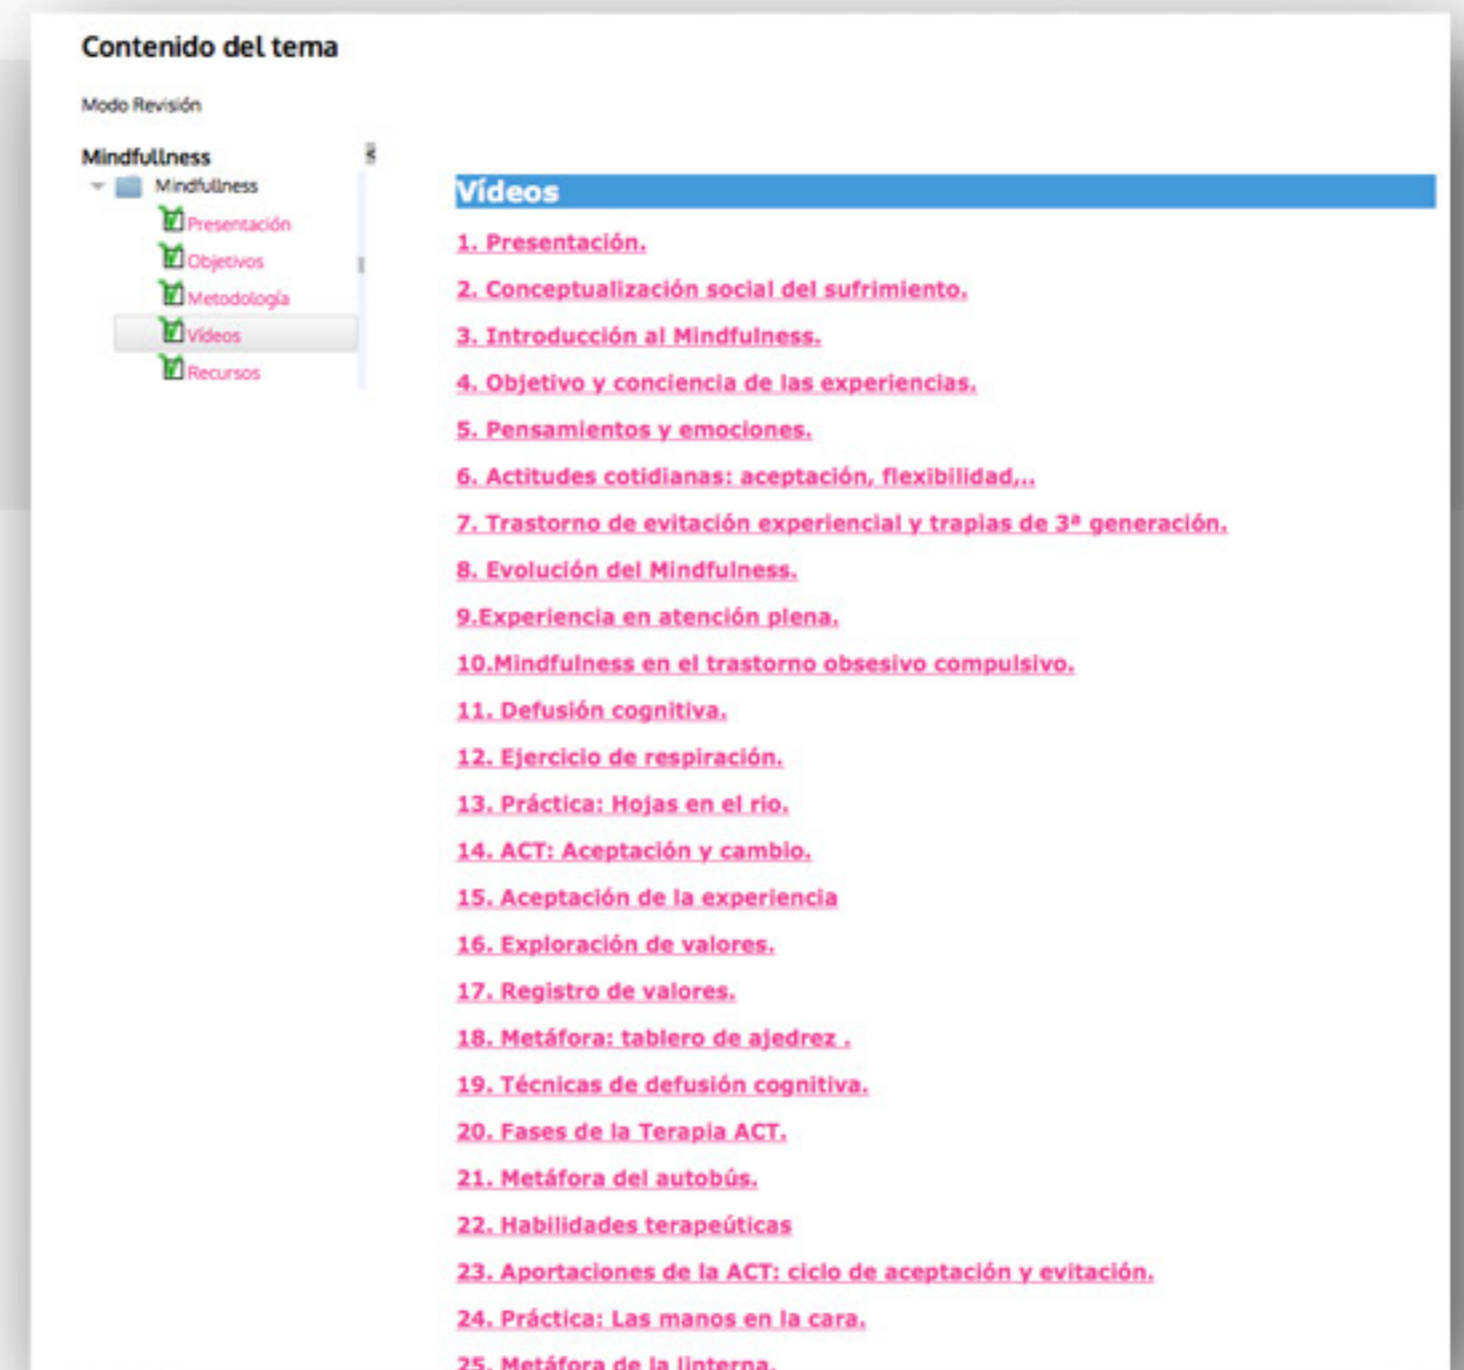 Contenido del tema
Modo Revisión
Mindfullness
Mindfullness
Presentación
Objetivos
Metodología
Vídeos
Recursos
Vídeos
1. Presentación.
2. Conceptualización social del sufrimiento.
3. Introducción al Mindfulness.
4. Objetivo y conciencia de las experiencias.
5. Pensamientos y emociones.
6. Actitudes cotidianas: aceptación, flexibilidad,..
7. Trastorno de evitación experiencial y trapias de 3ª generación.
8. Evolución del Mindfulness.
9.Experiencia en atención plena.
10.Mindfulness en el trastorno obsesivo compulsivo.
11. Defusión cognitiva.
12. Ejercicio de respiración.
13. Práctica: Hojas en el rio.
14. ACT: Aceptación y cambio.
15. Aceptación de la experiencia
16. Exploración de valores.
17. Registro de valores.
18. Metáfora: tablero de ajedrez .
19. Técnicas de defusión cognitiva.
20. Fases de la Terapia ACT.
21. Metáfora del autobús.
22. Habilidades terapeúticas
23. Aportaciones de la ACT: ciclo de aceptación y evitación.
24. Práctica: Las manos en la cara.
25. Metáfora de la linterna.